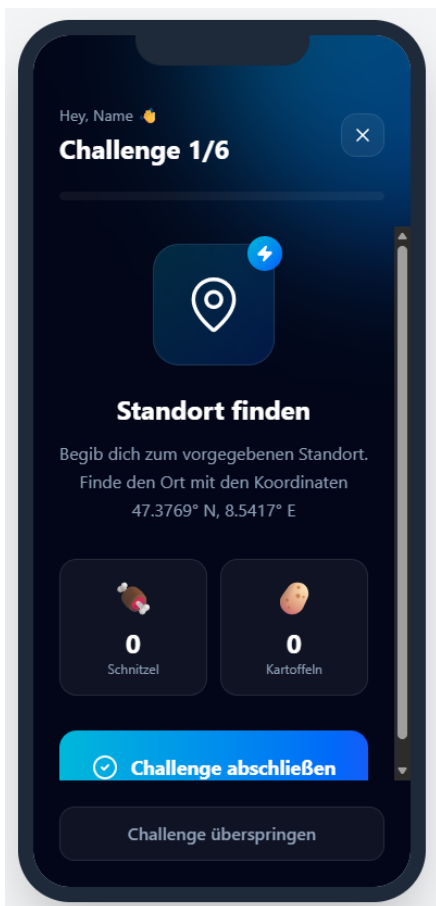 Hey, Name 👋
Challenge 1/6
Standort finden
Begib dich zum vorgegebenen Standort.
Finde den Ort mit den Koordinaten
47.3769° N, 8.5417° E
0
Schnitzel
0
Kartoffeln
Challenge abschließen
Challenge überspringen